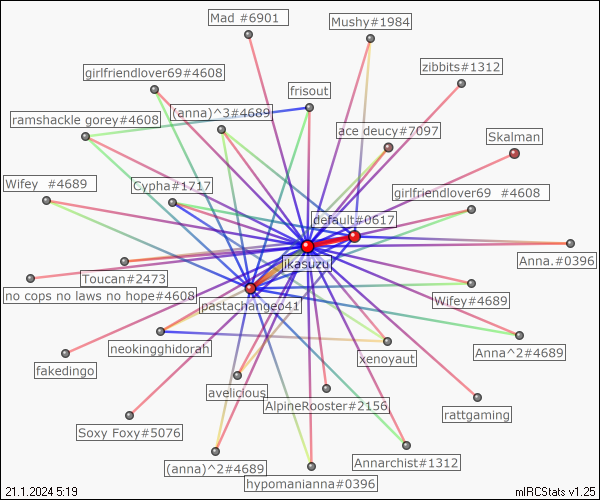 Mad #6901
Mushy#1984
zibbits#1312
girlfriendlover69#4608
frisout
(anna)^3#4689
ramshackle gorey#4608
ace deucy#7097
Skalman
Wifey   #4689
Cypha#1717
girlfriendlover69  #4608
default#0617
jkasuzu
Anna.#0396
Toucan#2473
no cops no laws no hope#4608
pastachangeo41
Wifey#4689
neokingghidorah
xenoyaut
Anna^2#4689
fakedingo
avelicious
AlpineRooster#2156
rattgaming
Soxy Foxy#5076
(anna)^2#4689
Annarchist#1312
hypomanianna#0396
21.1.2024 5:19
mIRCStats v1.25